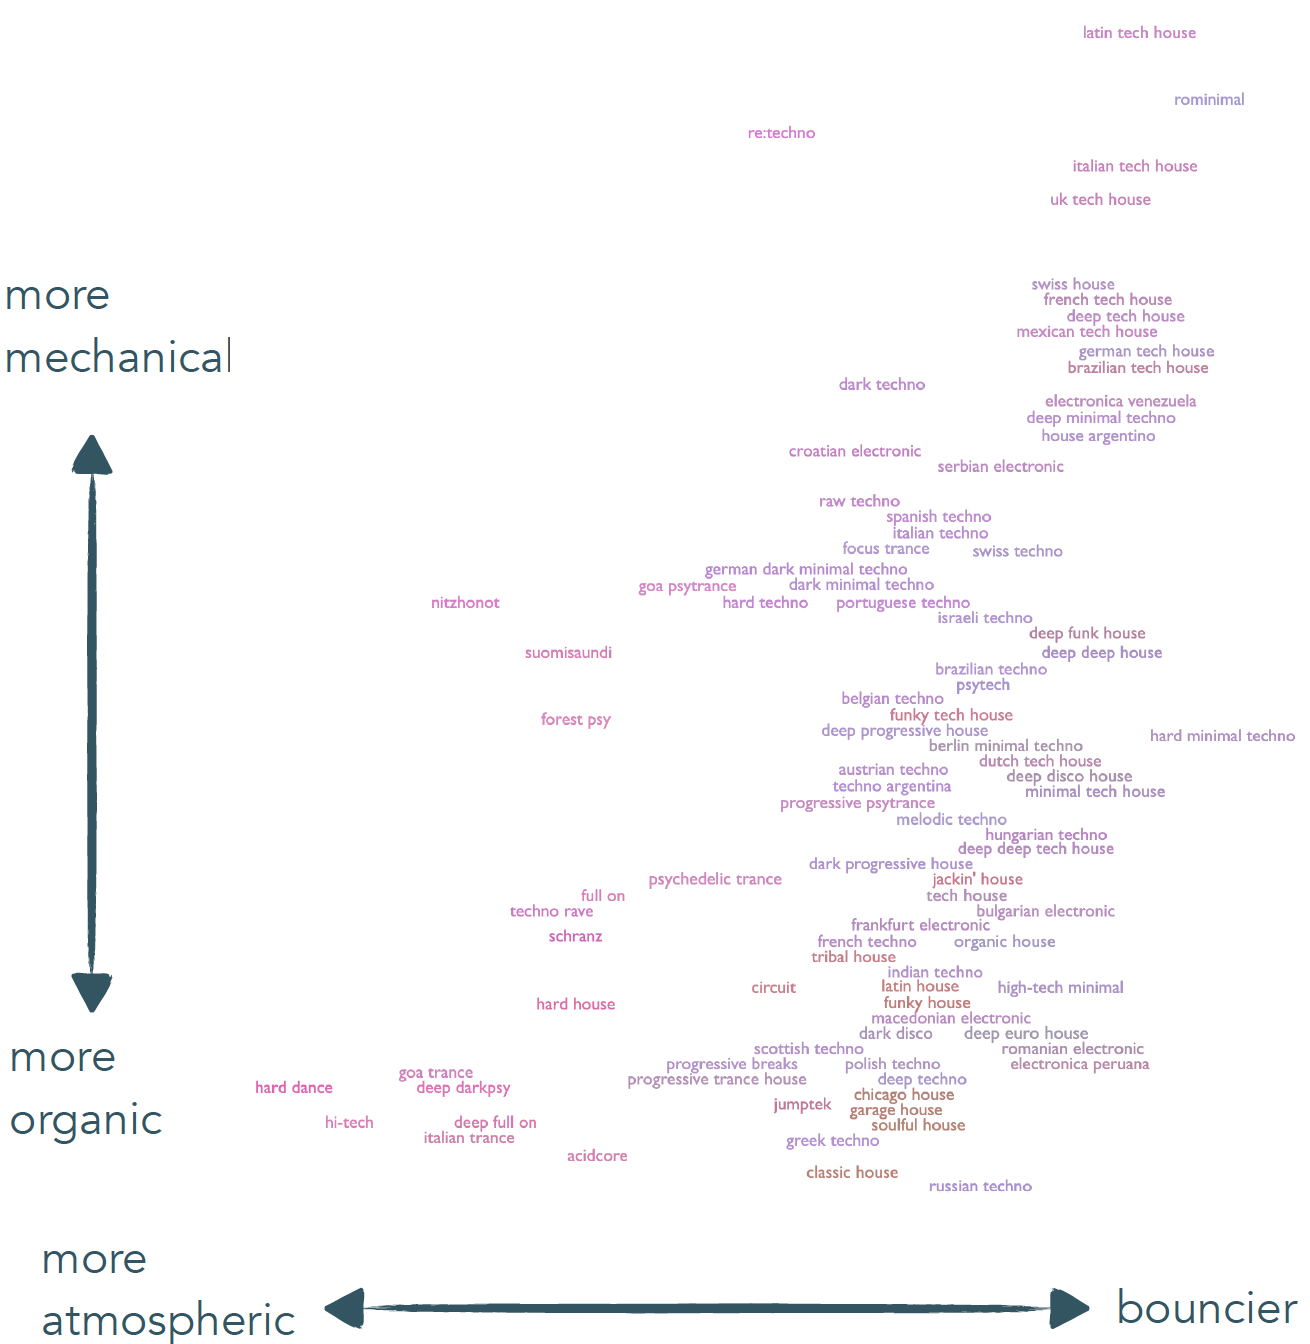 latin tech house
rominimal
re:techno
italian tech house
uk tech house
more
mechanical
swiss house
french tech house
deep tech house
mexican tech house
german tech house
brazilian tech house
dark techno
electronica venezuela
deep minimal techno
house argentino
croatian electronic
serbian electronic
raw techno
spanish techno
italian techno
focus trance
swiss techno
german dark minimal techno
goa psytrance
dark minimal techno
nitzhonot
hard techno
portuguese techno
israeli techno
deep funk house
suomisaundi
deep deep house
brazilian techno
psytech
belgian techno
forest psy
funky tech house
deep progressive house
hard minimal techno
berlin minimal techno
dutch tech house
austrian techno
deep disco house
techno argentina
minimal tech house
progressive psytrance
melodic techno
hungarian techno
deep deep tech house
dark progressive house
psychedelic trance
jackin' house
full on
tech house
techno rave
bulgarian electronic
frankfurt electronic
schranz
french techno
organic house
tribal house
indian techno
circuit
latin house
high-tech minimal
hard house
funky house
macedonian electronic
dark disco
deep euro house
more
organic
scottish techno
romanian electronic
progressive breaks
polish techno
electronica peruana
goa trance
progressive trance house
deep techno
hard dance
deep darkpsy
chicago house
jumptek
garage house
hi-tech
deep full on
soulful house
italian trance
greek techno
acidcore
classic house
russian techno
more
atmospheric
bouncier